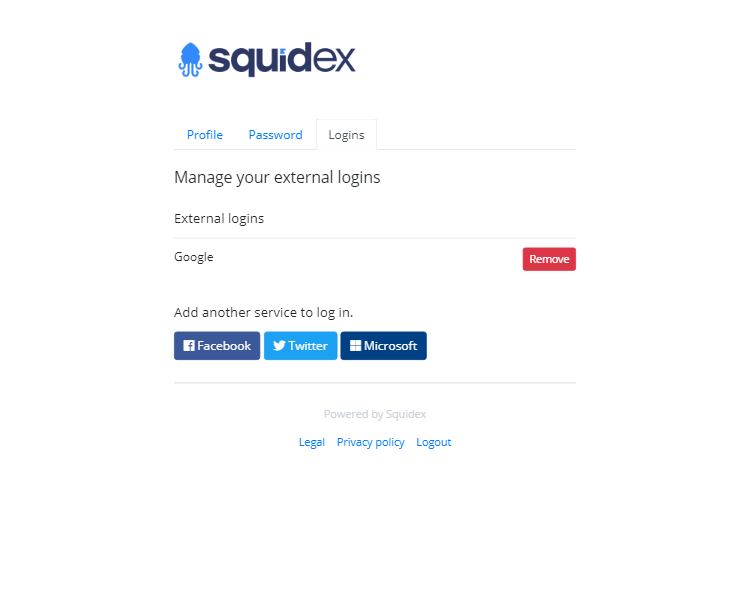 squidex
Profile Password Logins
Manage your external logins
External logins
Google Remove
Add another service to log in.
Facebook Twitter Microsoft
Powered by Squidex
Legal Privacy policy Logout